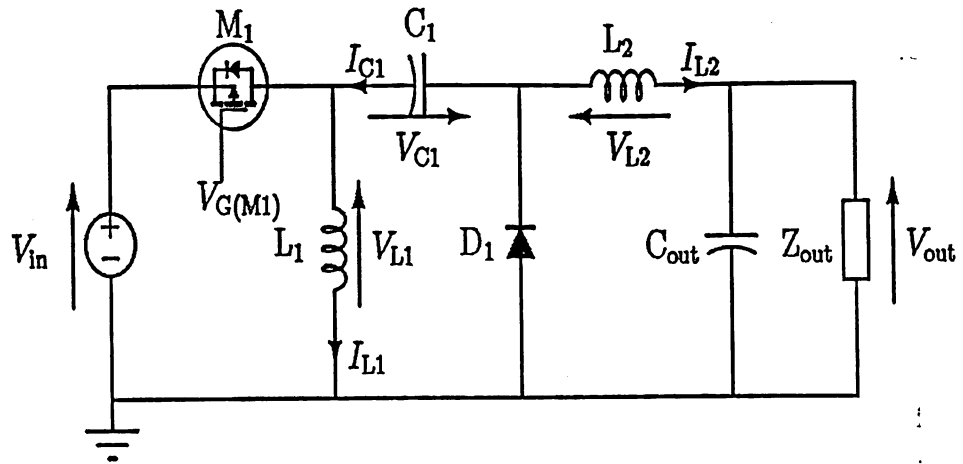 M1
C1
L2
IC1
IL2
VC1
VL2
VG(M1)
Vin
L1
VL1
D1
Cout
Zout
Vout
IL1